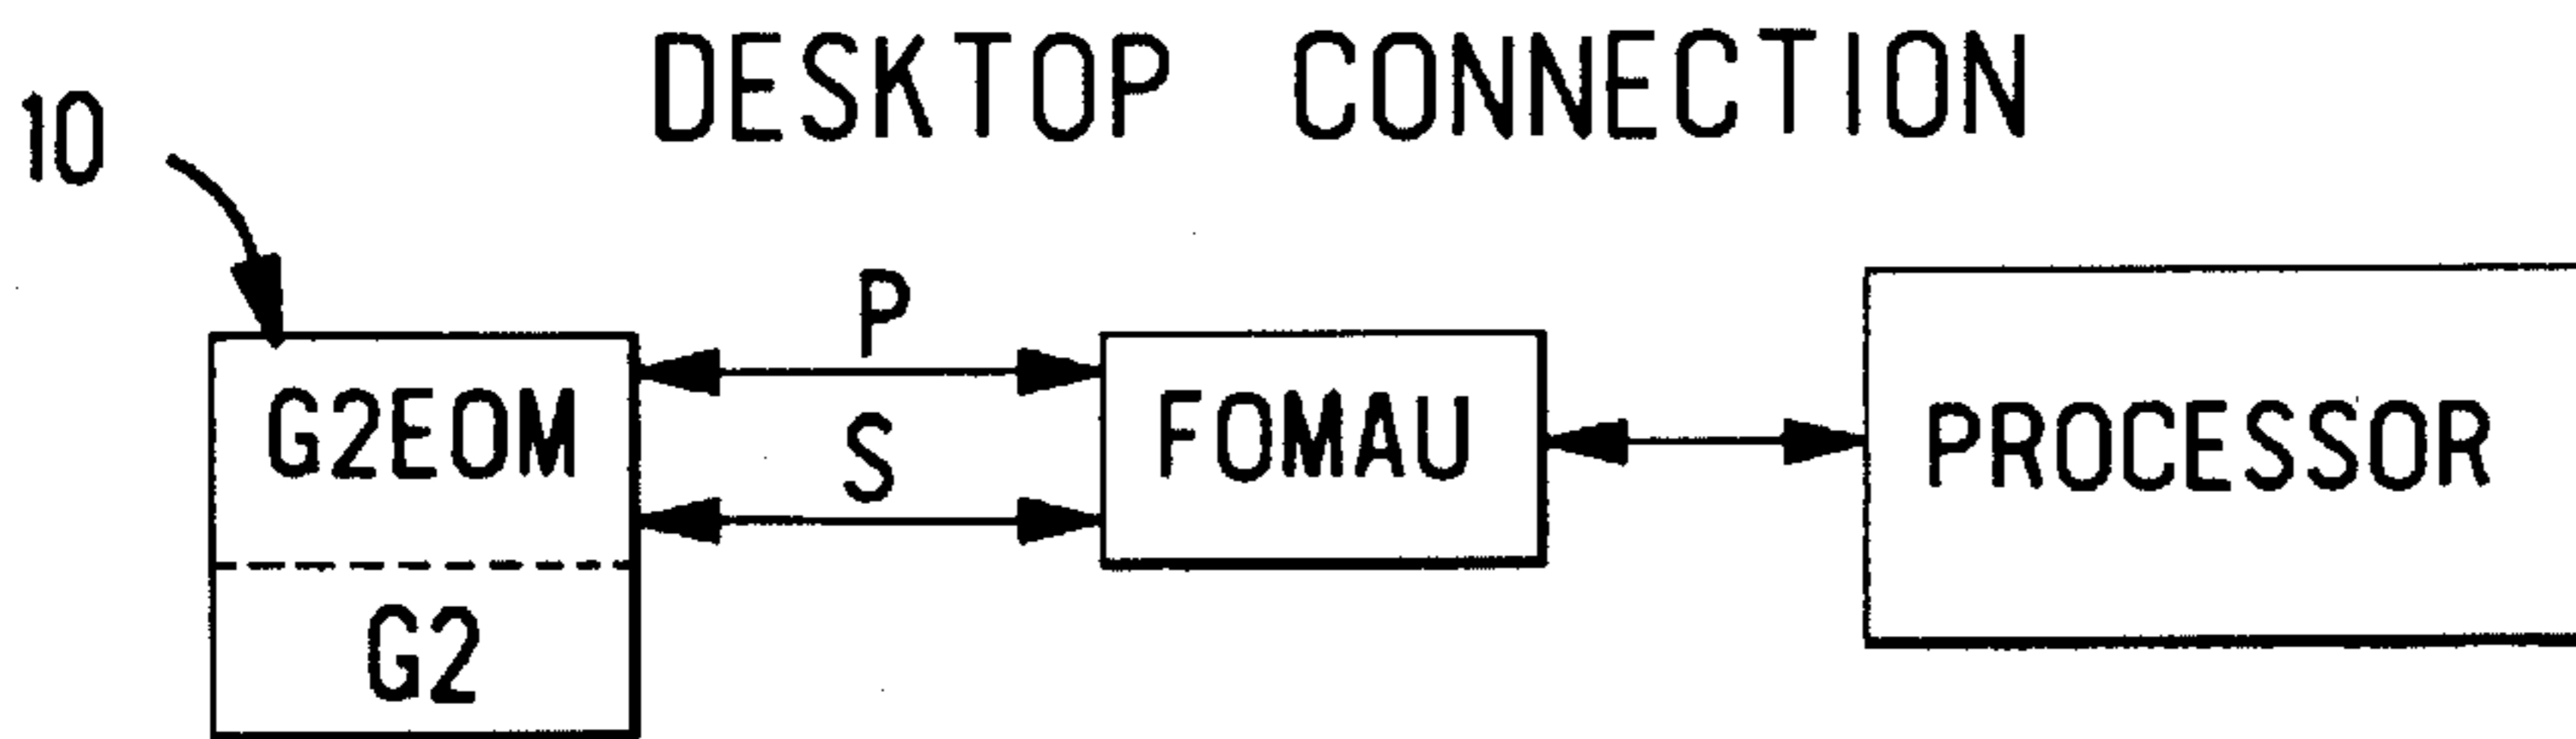 DESKTOP CONNECTION
10
P
G2EOM
FOMAU
PROCESSOR
S
G2